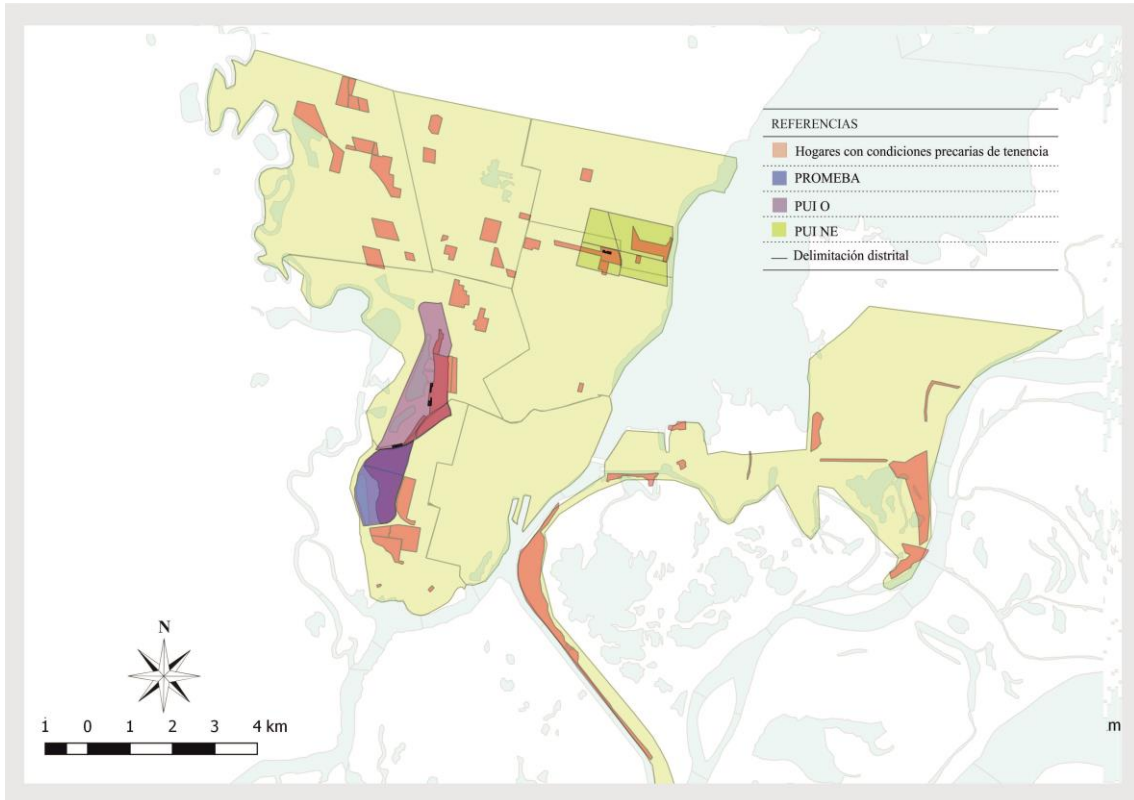 REFERENCIAS
Hogares con condiciones precarías de tenencia
PROMEBA
PUI O
PUI NE
Delimitación distrital
N
1 0 1 2 3 4 km
m